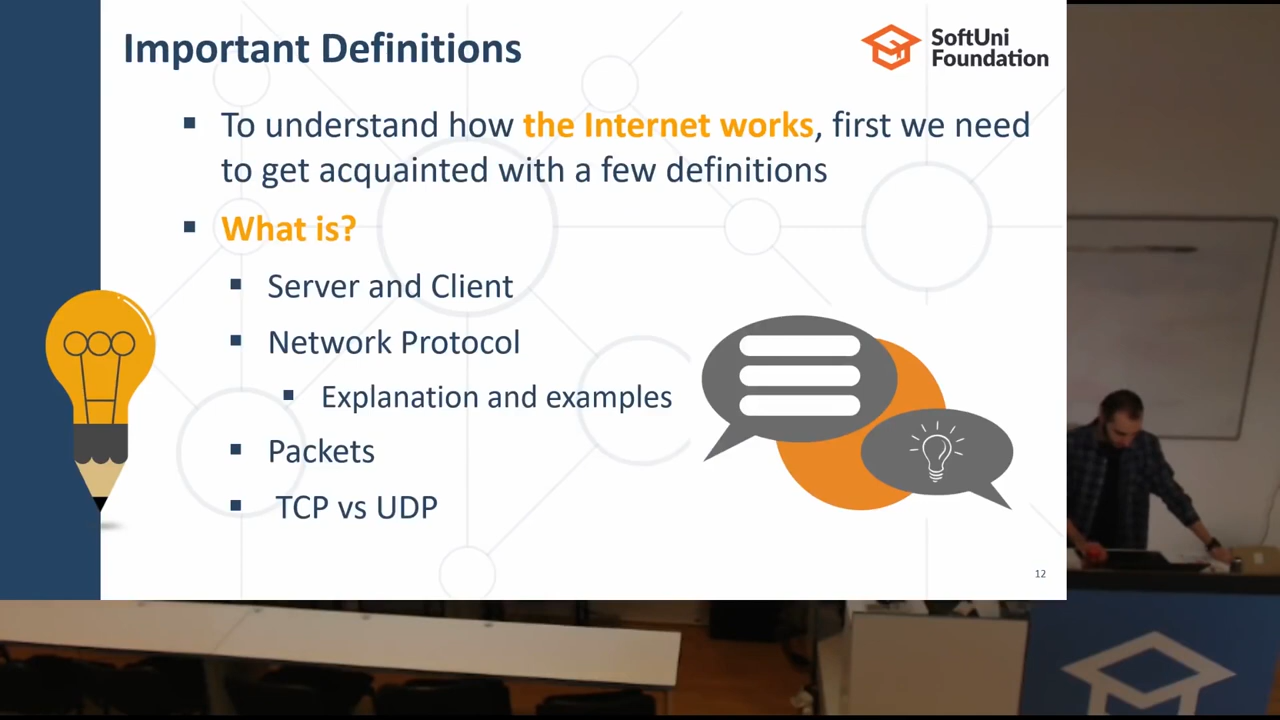 Important Definitions
SoftUni
Foundation
▪ To understand how the Internet works, first we need
to get acquainted with a few definitions
▪ What is?
▪ Server and Client
▪ Network Protocol
▪ Explanation and examples
▪ Packets
▪ TCP vs UDP
12